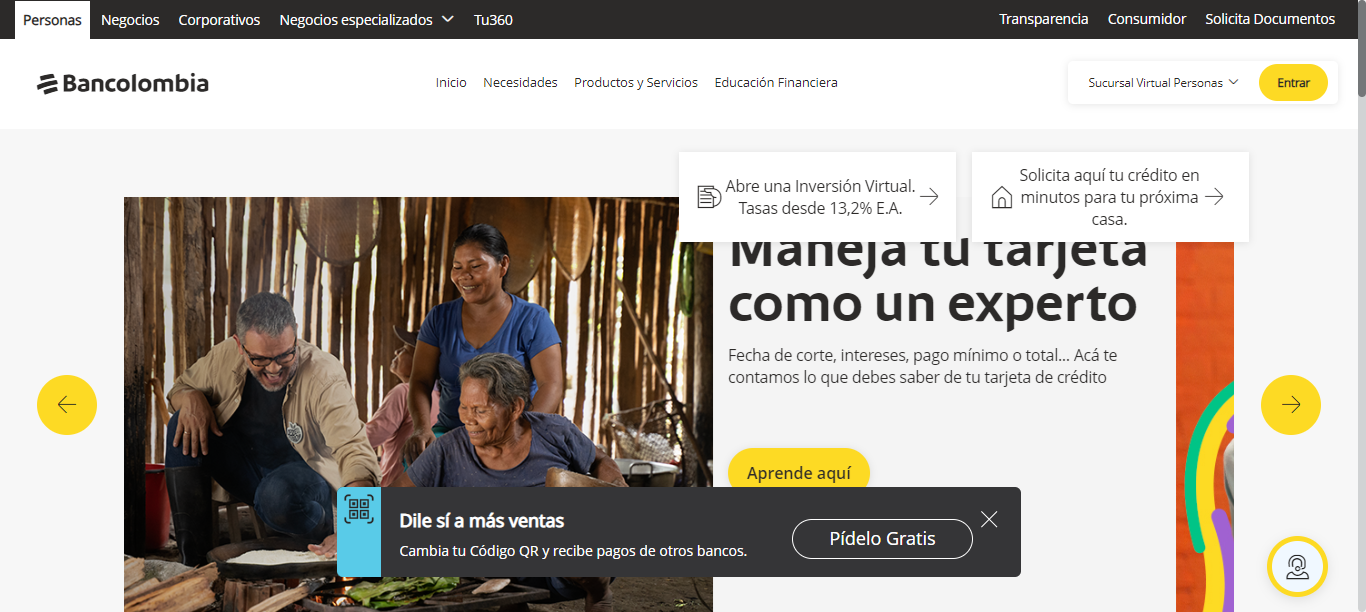 Personas Negocios Corporativos Negocios especializados Tu360 Transparencia Consumidor Solicita Documentos
Bancolombia Inicio Necesidades Productos y Servicios Educación Financiera Sucursal Virtual Personas Entrar
Abre una Inversión Virtual.
Tasas desde 13,2% E.A.
Solicita aquí tu crédito en
minutos para tu próxima
casa.
Maneja tu tarjeta
como un experto
Fecha de corte, intereses, pago mínimo o total... Acá te
contamos lo que debes saber de tu tarjeta de crédito
Aprende aquí
Dile sí a más ventas
Cambia tu Código QR y recibe pagos de otros bancos.
Pídelo Gratis